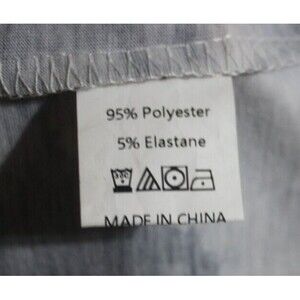 95% Polyester
5% Elastane
MADE IN CHINA